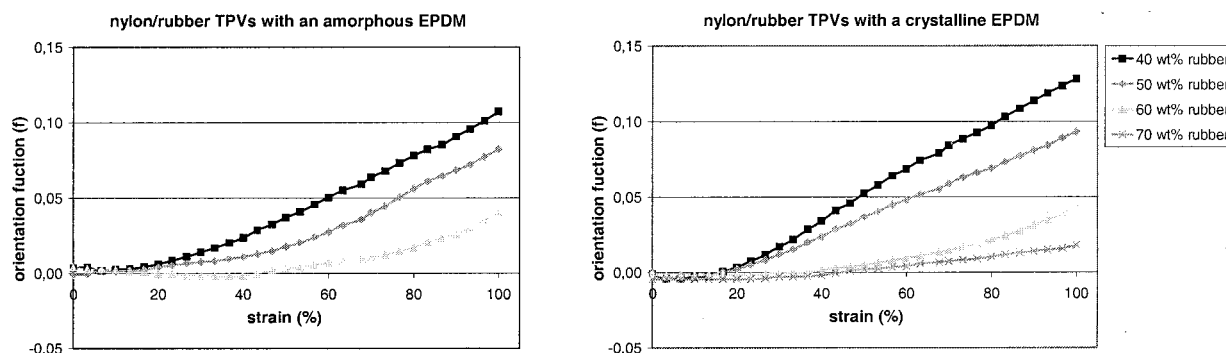 nylon/rubber TPVs with an amorphous EPDM
0,15
0,10
0,05
0,00
-0.05
orientation fuction (f)
0
20
40
60
80
100
strain (%)
nylon/rubber TPVs with a crystalline EPDM
0,15
0,10
0,05
0,00
-0.05
orientation fuction (f)
0
20
40
60
80
100
strain (%)
40 wt% rubber
50 wt% rubber
60 wt% rubber
70 wt% rubber